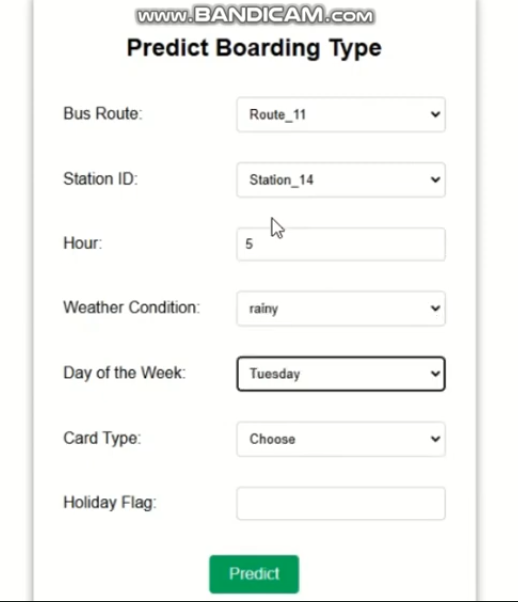 www.BANDICAM.com
Predict Boarding Type
Bus Route: Route_11
Station ID: Station_14
Hour: 5
Weather Condition: rainy
Day of the Week: Tuesday
Card Type: Choose
Holiday Flag:
Predict